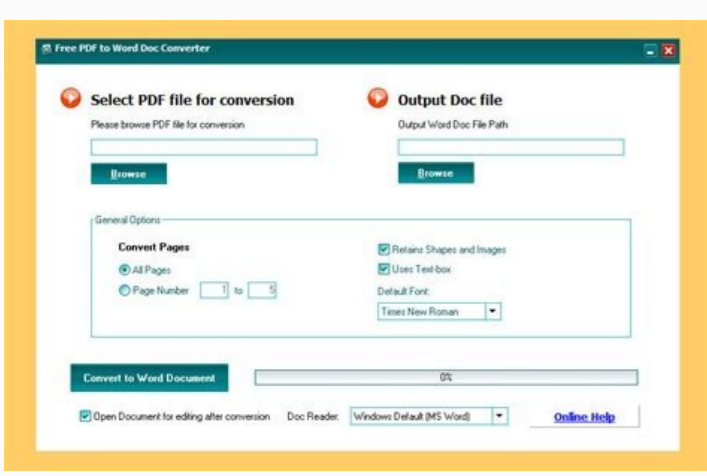 Free PDF to Word Doc Converter
Select PDF file for conversion
Please browse PDF file for conversion
Browse
Output Doc file
Output Word Doc File Path
Browse
General Options
Convert Pages
All Pages
Page Number 1 to 5
Retains Shapes and Images
Uses Text-box
Default Font:
Times New Roman
Convert to Word Document
0%
Open Document for editing after conversion
Doc Reader:
Windows Default (MS Word)
Online Help